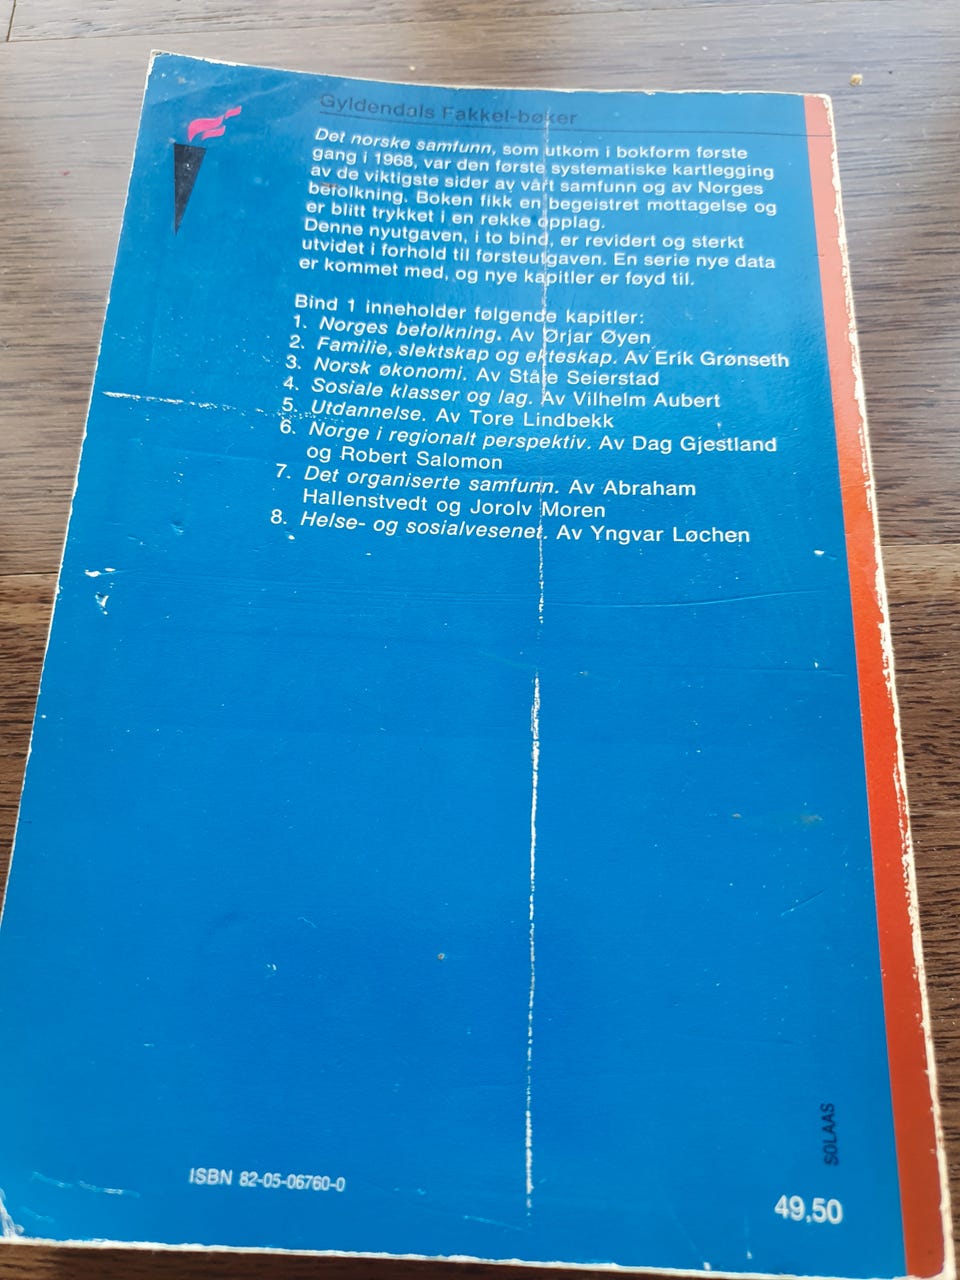 Gyldendals Fakkel-bøker
Det norske samfunn, som utkom i bokform første
gang i 1968, var den første systematiske kartlegging
av de viktigste sider av vårt samfunn og av Norges
befolkning. Boken fikk en begeistret mottagelse og
er blitt trykket i en rekke opplag.
Denne nyutgaven, i to bind, er revidert og sterkt
utvidet i forhold til førsteutgaven. En serie nye data
er kommet med, og nye kapitler er føyd til.
Bind 1 inneholder følgende kapitler:
1. Norges befolkning. Av Ørjar Øyen
2. Familie, slektskap og ekteskap. Av Erik Grønseth
3. Norsk økonomi. Av Ståle Seierstad
4. Sosiale klasser og lag. Av Vilhelm Aubert
5. Utdannelse. Av Tore Lindbekk
6. Norge i regionalt perspektiv. Av Dag Gjestland
og Robert Salomon
7. Det organiserte samfunn. Av Abraham
Hallenstvedt og Jorolv Moren
8. Helse- og sosialvesenet. Av Yngvar Løchen
SOLAAS
ISBN 82-05-06760-0
49,50